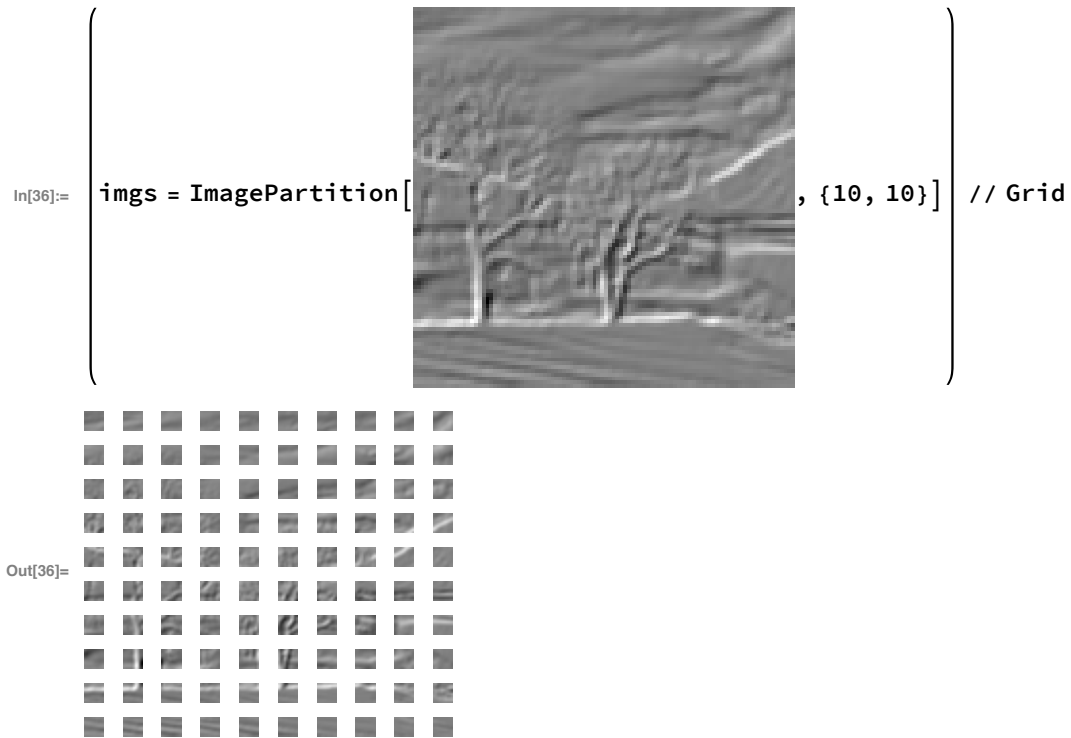 In[36]:= (imgs = ImagePartition[, {10, 10}]) // Grid
Out[36]=